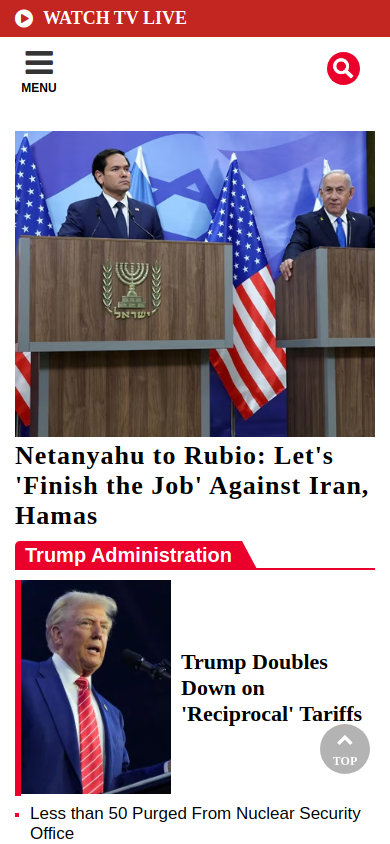 WATCH TV LIVE
MENU
ישראל
Netanyahu to Rubio: Let's
'Finish the Job' Against Iran,
Hamas
Trump Administration
Trump Doubles
Down on
'Reciprocal' Tariffs
TOP
Less than 50 Purged From Nuclear Security
Office